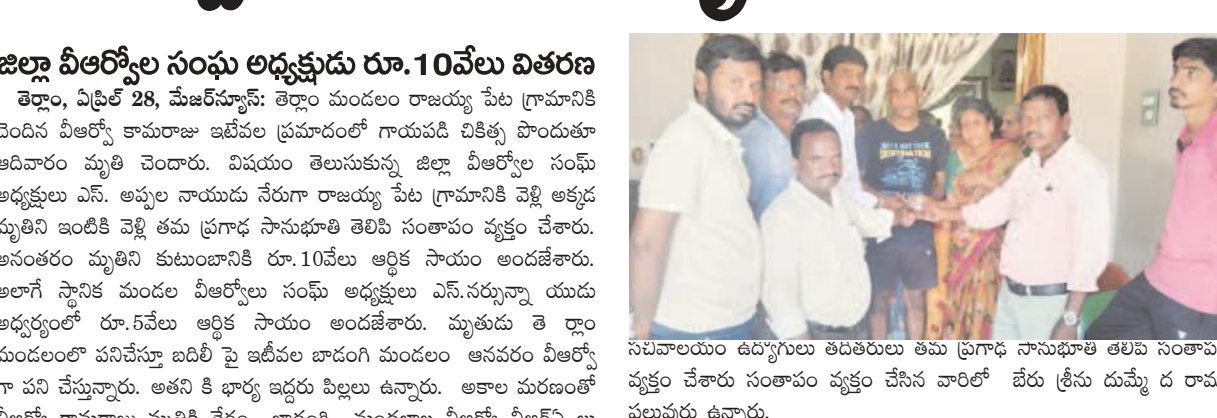 జిల్లా వీఆర్వోల సంఘ అధ్యక్షుడు రూ.10వేలు వితరణ
తెర్లాం, ఏప్రిల్ 28, మేజర్‌న్యూస్: తెర్లాం మండలం రాజయ్య పేట గ్రామానికి
చెందిన వీఆర్వో కామరాజు ఇటేవల ప్రమాదంలో గాయపడి చికిత్స పొందుతూ
ఆదివారం మృతి చెందారు. విషయం తెలుసుకున్న జిల్లా వీఆర్వోల సంఘ్
అధ్యక్షులు ఎస్. అప్పల నాయుడు నేరుగా రాజయ్య పేట గ్రామానికి వెళ్లి అక్కడ
మృతిని ఇంటికి వెళ్లి తమ ప్రగాఢ సానుభూతి తెలిపి సంతాపం వ్యక్తం చేశారు.
అనంతరం మృతిని కుటుంబానికి రూ.10వేలు ఆర్థిక సాయం అందజేశారు.
అలాగే స్థానిక మండల వీఆర్వోలు సంఘ్ అధ్యక్షులు ఎస్.నర్సున్నా యుడు
అధ్వర్యంలో రూ.5వేలు ఆర్థిక సాయం అందజేశారు. మృతుడు తె ర్లాం
మండలంలొ పనిచేస్తూ బదిలీ పై ఇటీవల బాడంగి మండలం ఆనవరం వీఆర్వో
గా పని చేస్తున్నారు. అతని కి భార్య ఇద్దరు పిల్లలు ఉన్నారు. అకాల మరణంతో
సచివాలయం ఉద్యోగులు తదితరులు తమ ప్రగాఢ సానుభూతి తెలిపి సంతాప
వ్యక్తం చేశారు సంతాపం వ్యక్తం చేసిన వారిలో బేరు శ్రీను దుమ్మే ద రామ
పలువురు ఉన్నారు.